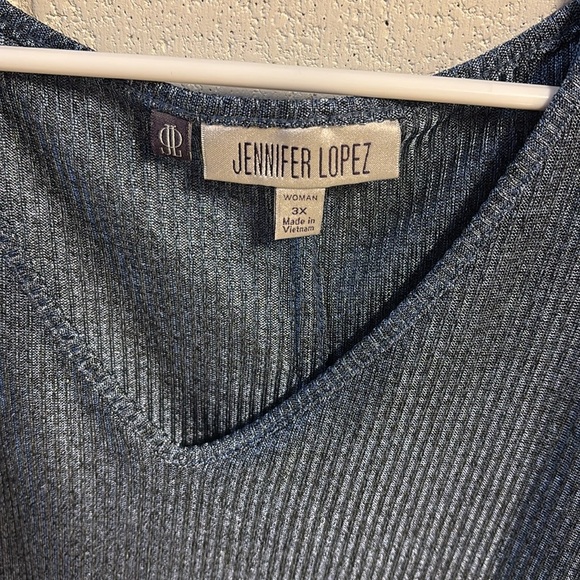 JENNIFER LOPEZ
WOMAN
3X
Made in
Vietnam